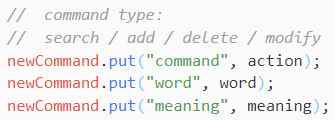 //  command type:
//  search / add / delete / modify
newCommand.put("command", action);
newCommand.put("word", word);
newCommand.put("meaning", meaning);